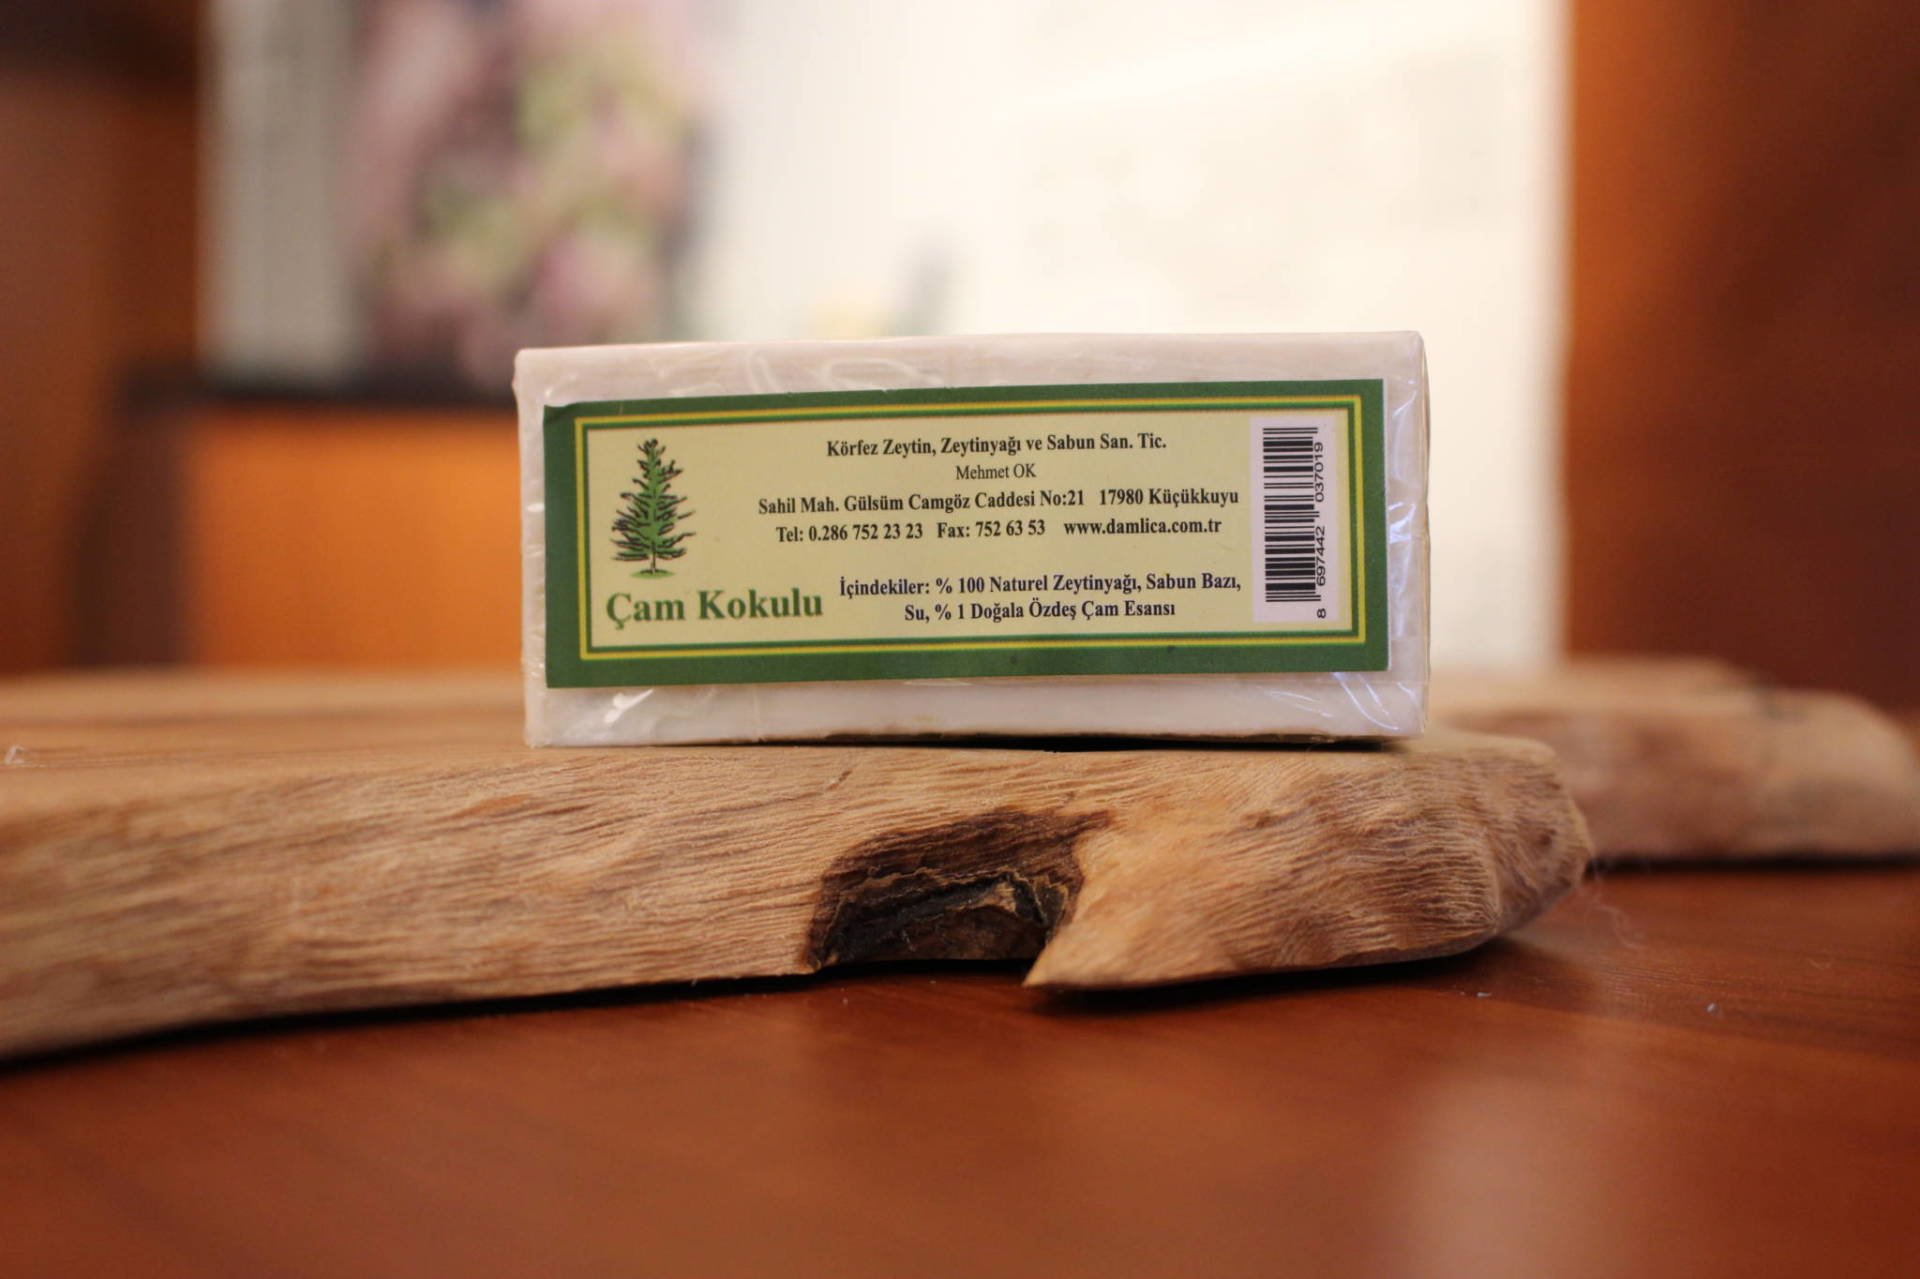 Körfez Zeytin, Zeytinyağı ve Sabun San. Tic.
Mehmet OK
Sahil Mah. Gülsüm Camgöz Caddesi No:21 17980 Küçükkuyu
Tel: 0.286 752 23 23 Fax: 752 63 53 www.damlica.com.tr
Çam Kokulu
İçindekiler: % 100 Naturel Zeytinyağı, Sabun Bazı,
Su, % 1 Doğala Özdeş Çam Esansı
8 697442 037019